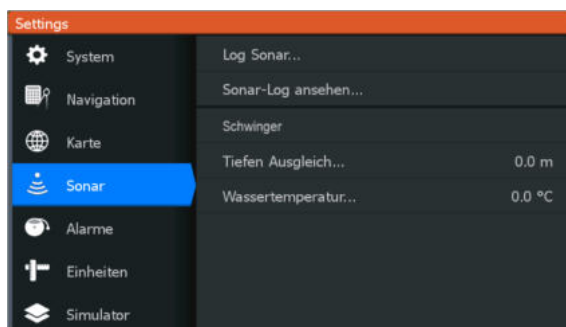 Settings
System
Navigation
Karte
Sonar
Alarme
Einheiten
Simulator
Log Sonar...
Sonar-Log ansehen...
Schwinger
Tiefen Ausgleich... 0.0 m
Wassertemperatur... 0.0 °C